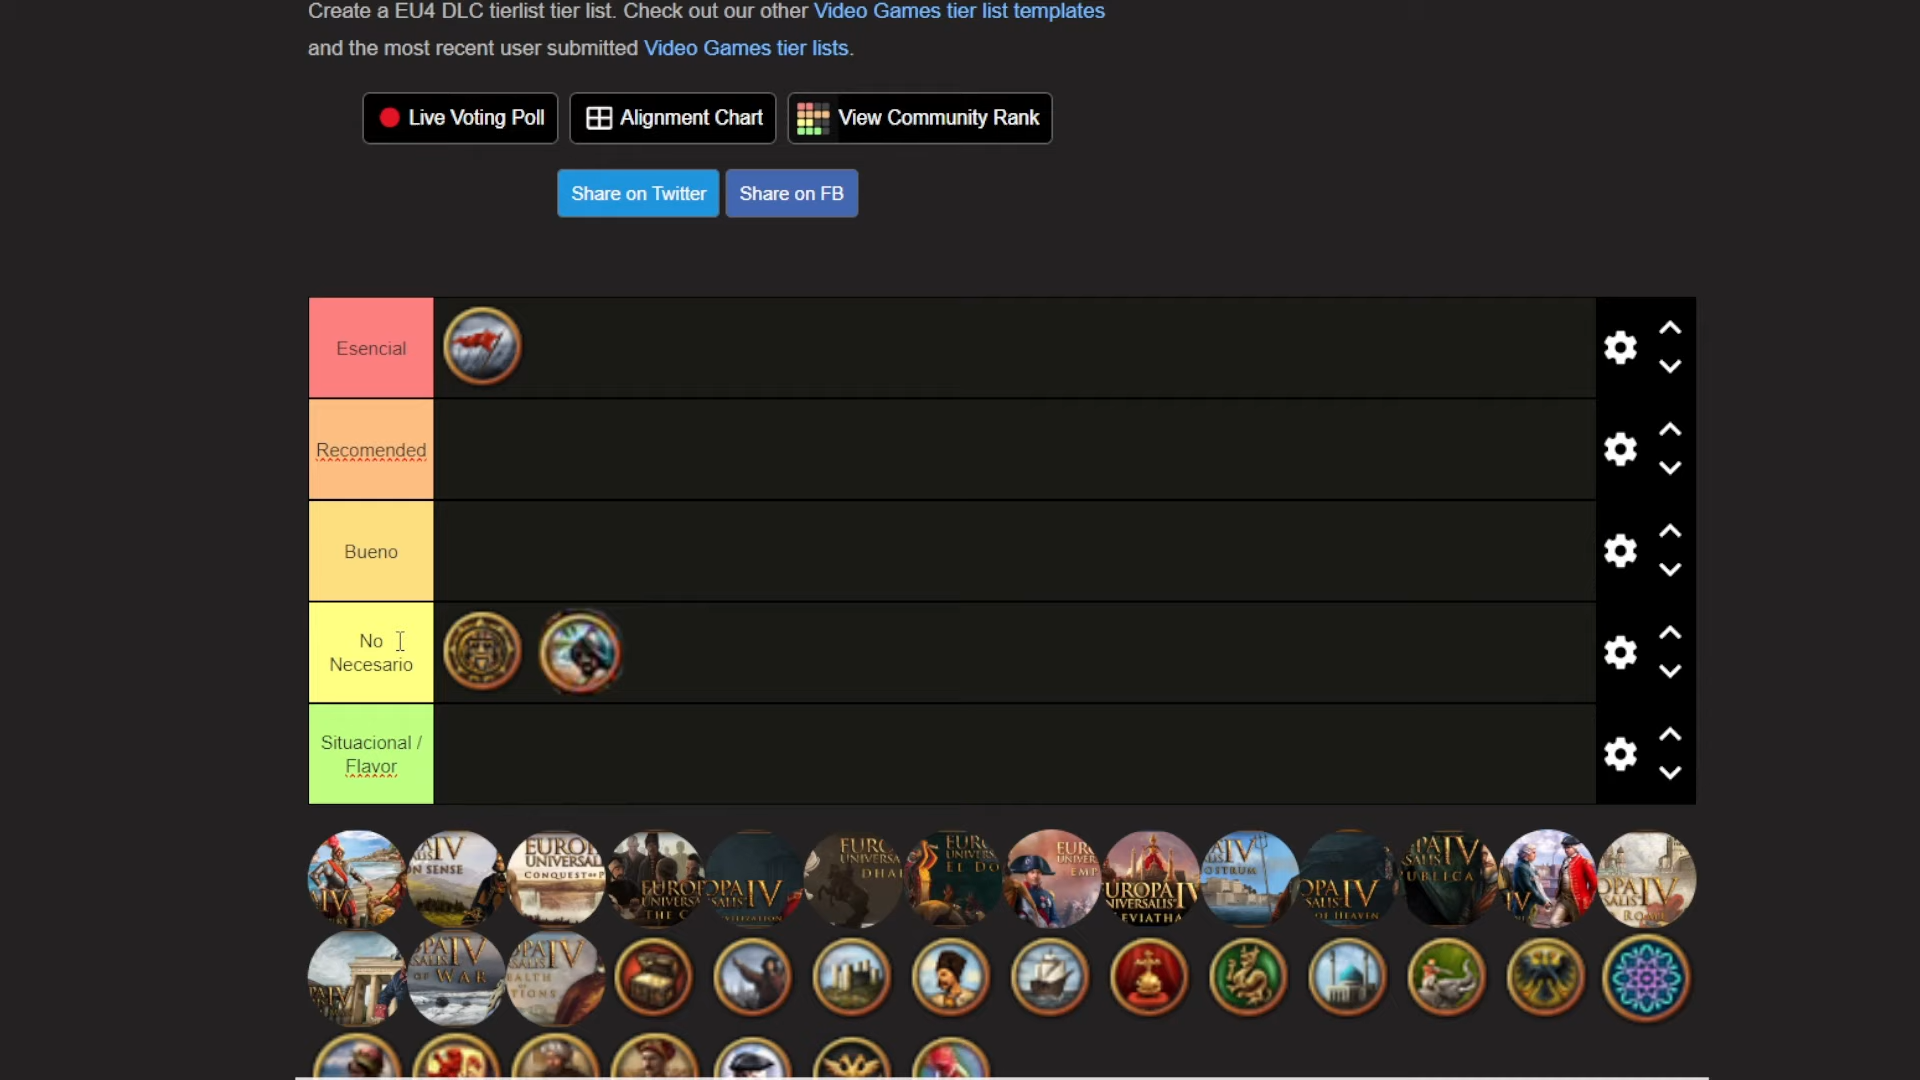 Create a EU4 DLC tierlist tier list. Check out our other Video Games tier list templates
and the most recent user submitted Video Games tier lists.
Live Voting Poll
Alignment Chart
View Community Rank
Share on Twitter
Share on FB
Esencial
Recomended
Bueno
No
Necesario
Situacional /
Flavor